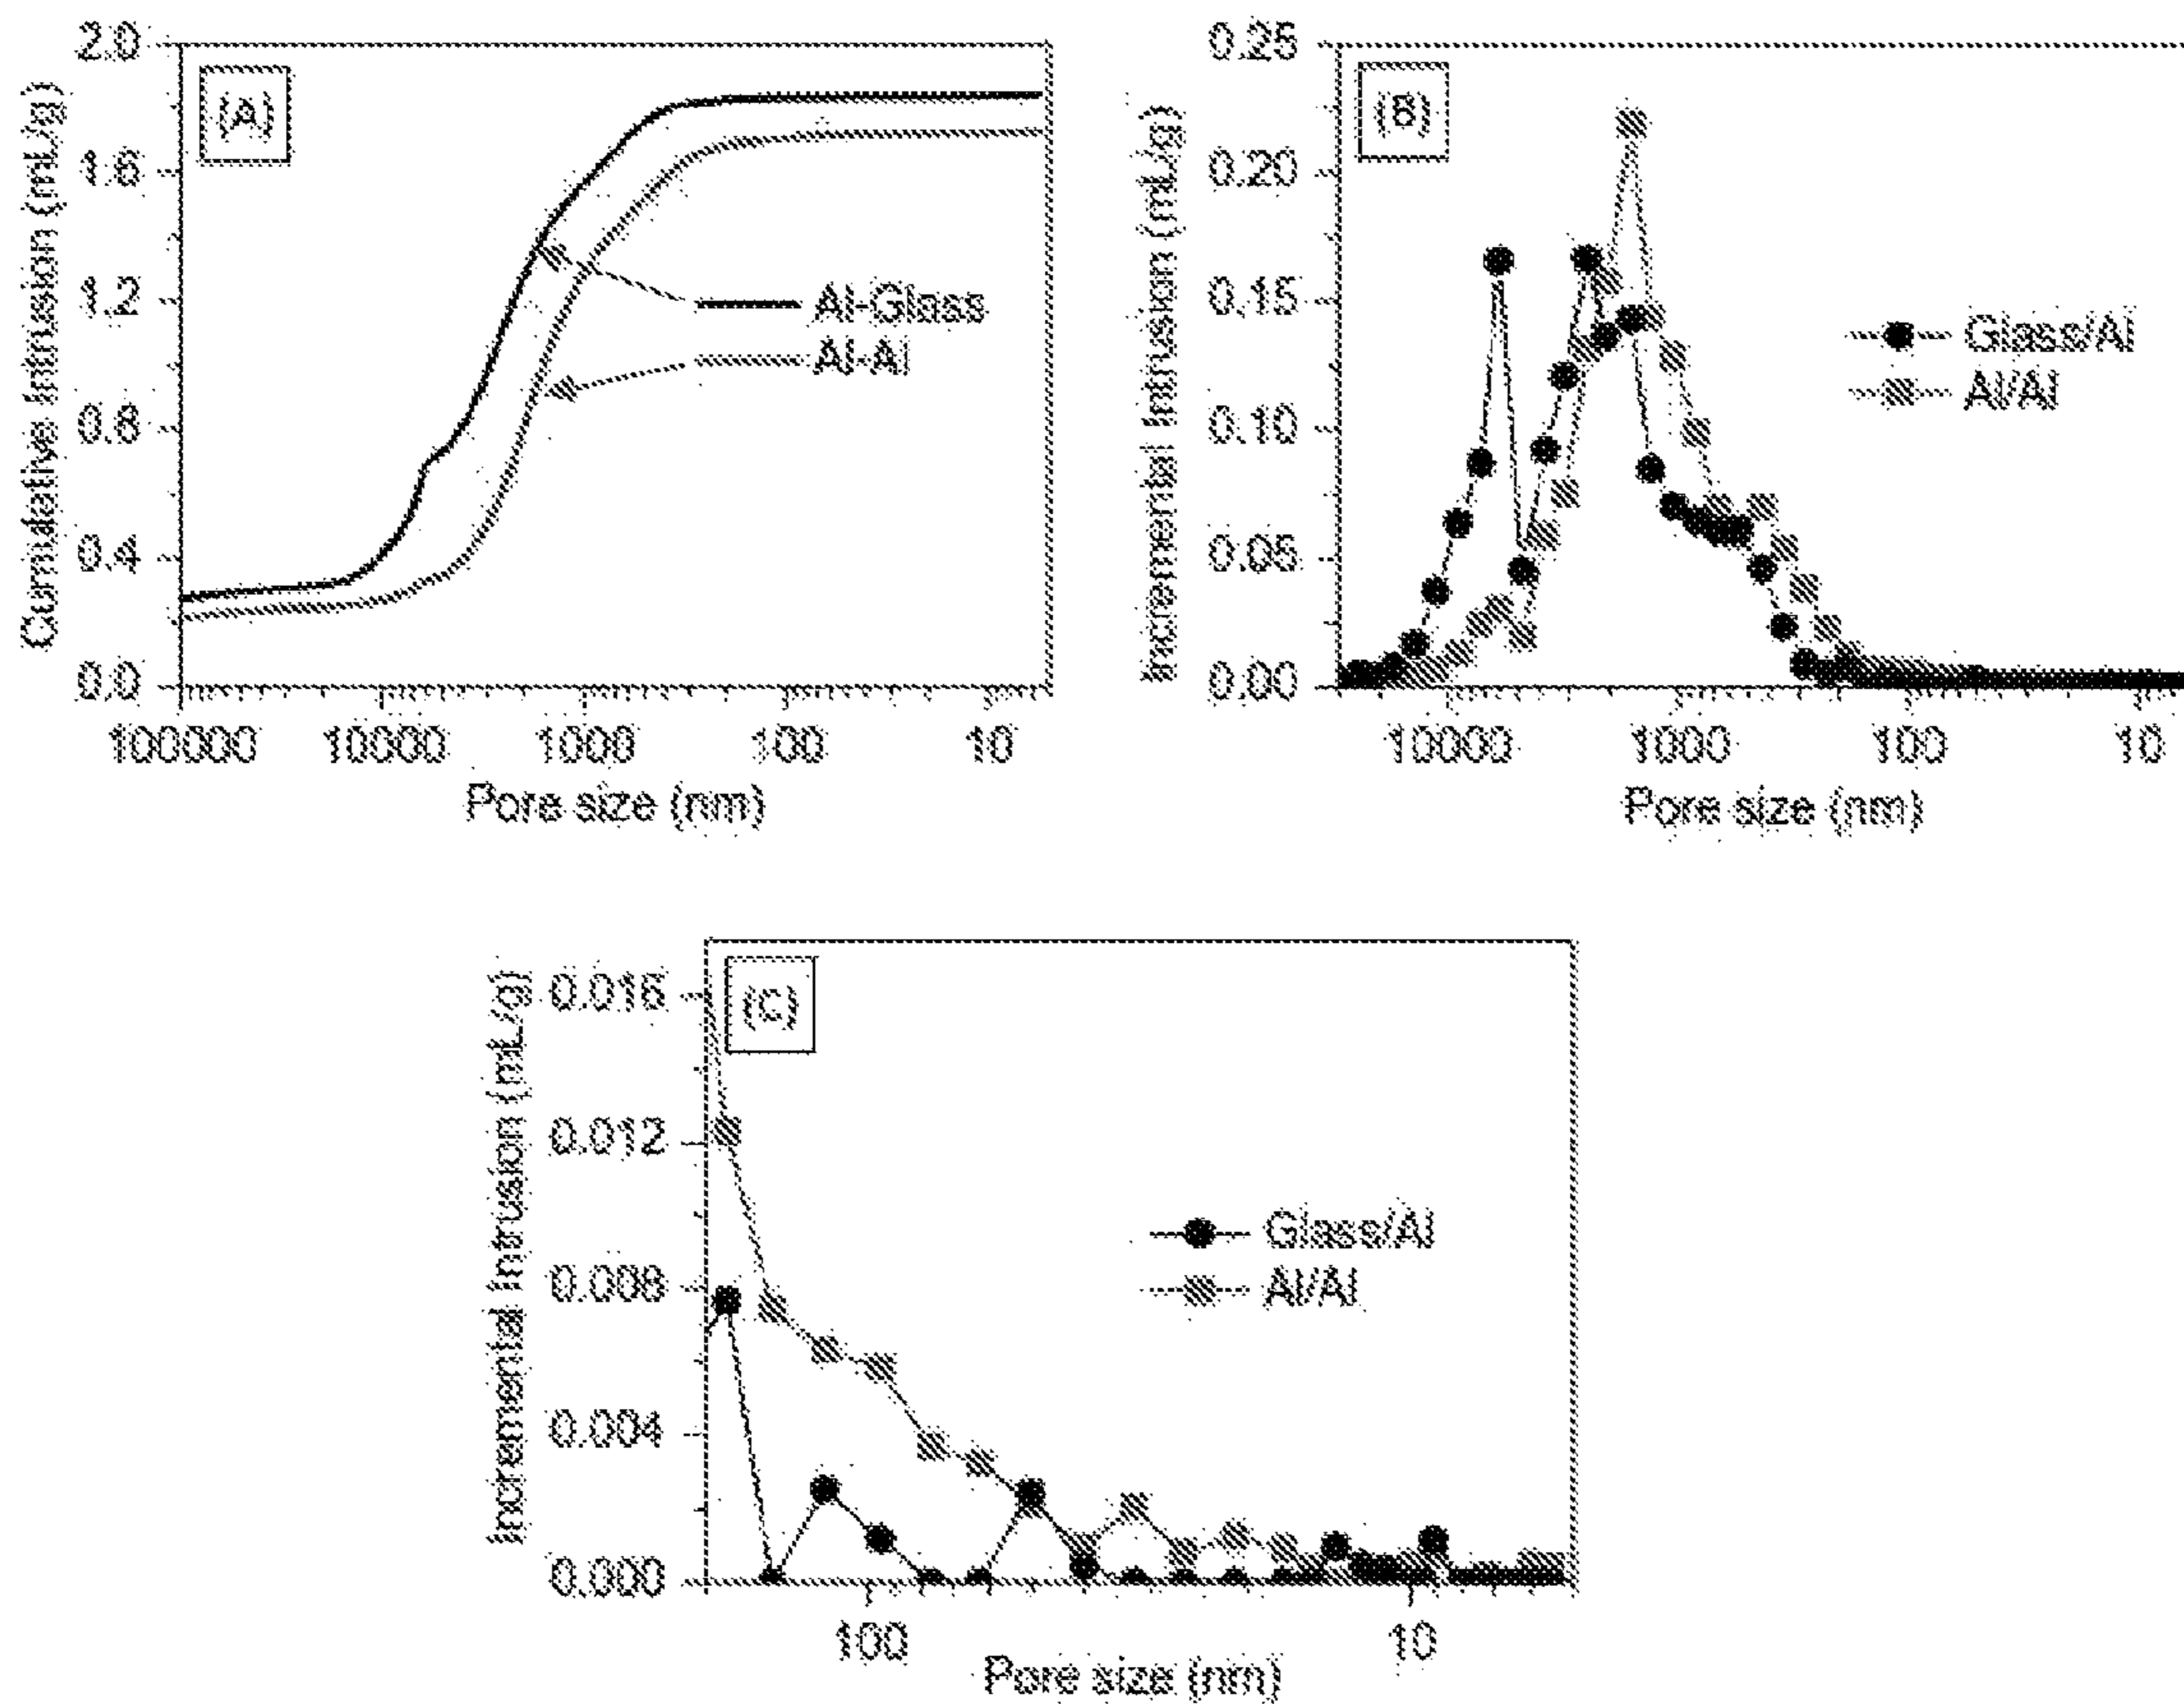 (A)
Cumulative Intrusion (mL/g)
2.0
1.6
1.2
0.8
0.4
0.0
Al-Glass
Al-Al
100000 10000 1000 100 10
Pore size (nm)
(B)
Incremental Intrusion (mL/g)
0.25
0.20
0.15
0.10
0.05
0.00
Glass/Al
Al/Al
10000 1000 100 10
Pore size (nm)
(C)
Incremental Intrusion (mL/g)
0.016
0.012
0.008
0.004
0.000
Glass/Al
Al/Al
100 10
Pore size (nm)